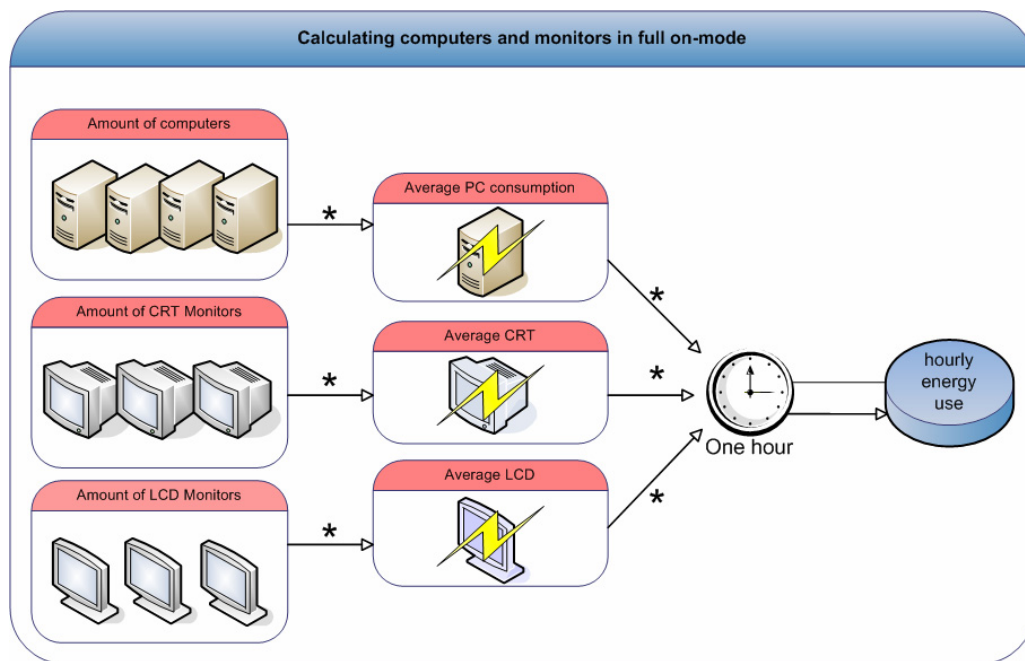 Calculating computers and monitors in full on-mode
Amount of computers
*
Average PC consumption
*
Amount of CRT Monitors
*
Average CRT
*
One hour
hourly
energy
use
Amount of LCD Monitors
*
Average LCD
*